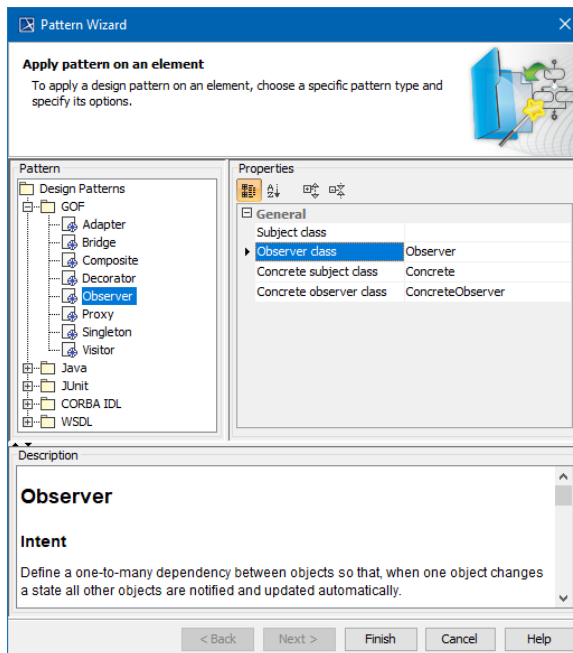 Pattern Wizard
Apply pattern on an element
To apply a design pattern on an element, choose a specific pattern type and
specify its options.
Pattern
Design Patterns
GOF
Adapter
Bridge
Composite
Decorator
Observer
Proxy
Singleton
Visitor
Java
JUnit
CORBA IDL
WSDL
Properties
General
Subject class
Observer class Observer
Concrete subject class Concrete
Concrete observer class ConcreteObserver
Description
Observer
Intent
Define a one-to-many dependency between objects so that, when one object changes
a state all other objects are notified and updated automatically.
< Back Next > Finish Cancel Help